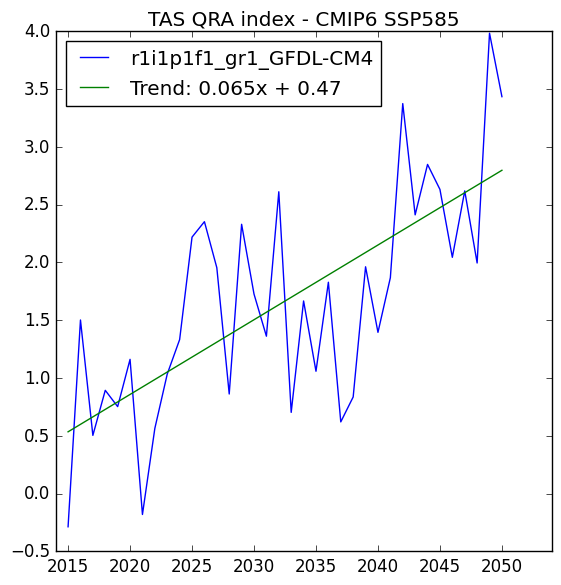 TAS QRA index - CMIP6 SSP585
r1i1p1f1_gr1_GFDL-CM4
Trend: 0.065x + 0.47
4.0
3.5
3.0
2.5
2.0
1.5
1.0
0.5
0.0
−0.5
2015 2020 2025 2030 2035 2040 2045 2050